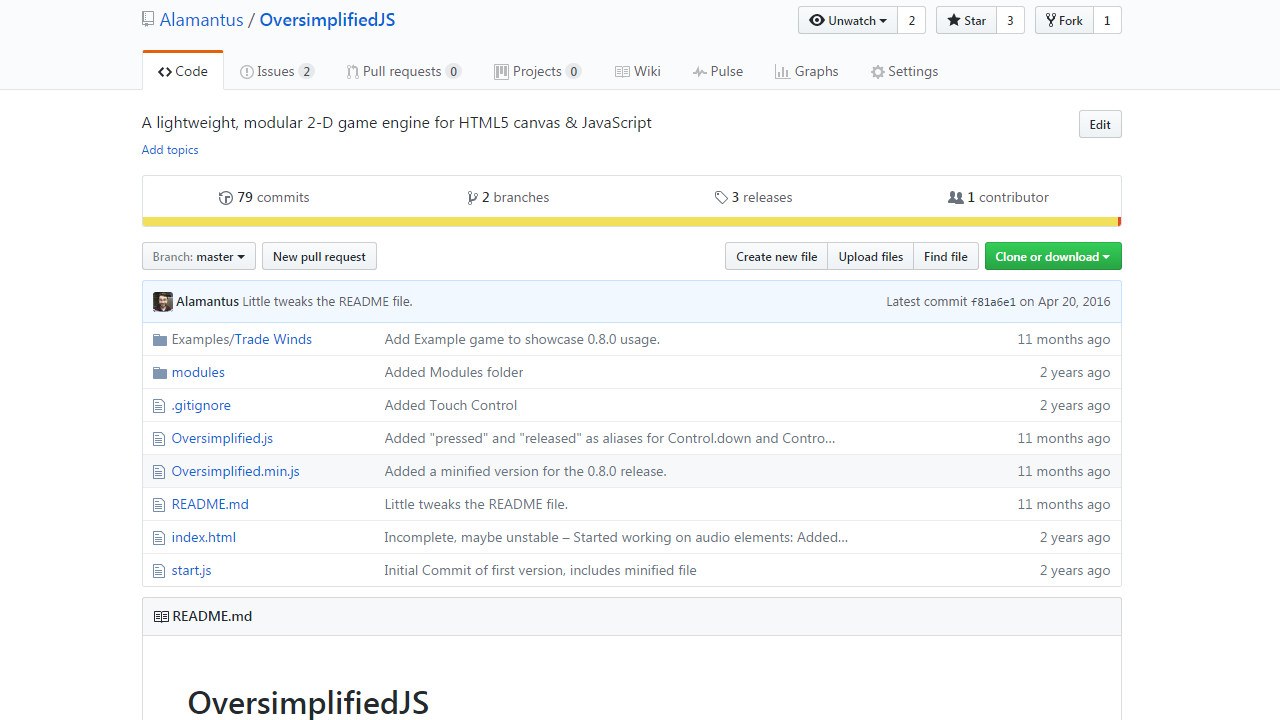 Alamantus / OversimplifiedJS Unwatch 2 Star 3 Fork 1
Code Issues 2 Pull requests 0 Projects 0 Wiki Pulse Graphs Settings
A lightweight, modular 2-D game engine for HTML5 canvas & JavaScript Edit
Add topics
79 commits 2 branches 3 releases 1 contributor
Branch: master New pull request Create new file Upload files Find file Clone or download
Alamantus Little tweaks the README file. Latest commit f81a6e1 on Apr 20, 2016
Examples/Trade Winds Add Example game to showcase 0.8.0 usage. 11 months ago
modules Added Modules folder 2 years ago
.gitignore Added Touch Control 2 years ago
Oversimplified.js Added "pressed" and "released" as aliases for Control.down and Contro… 11 months ago
Oversimplified.min.js Added a minified version for the 0.8.0 release. 11 months ago
README.md Little tweaks the README file. 11 months ago
index.html Incomplete, maybe unstable – Started working on audio elements: Added… 2 years ago
start.js Initial Commit of first version, includes minified file 2 years ago
README.md
OversimplifiedJS